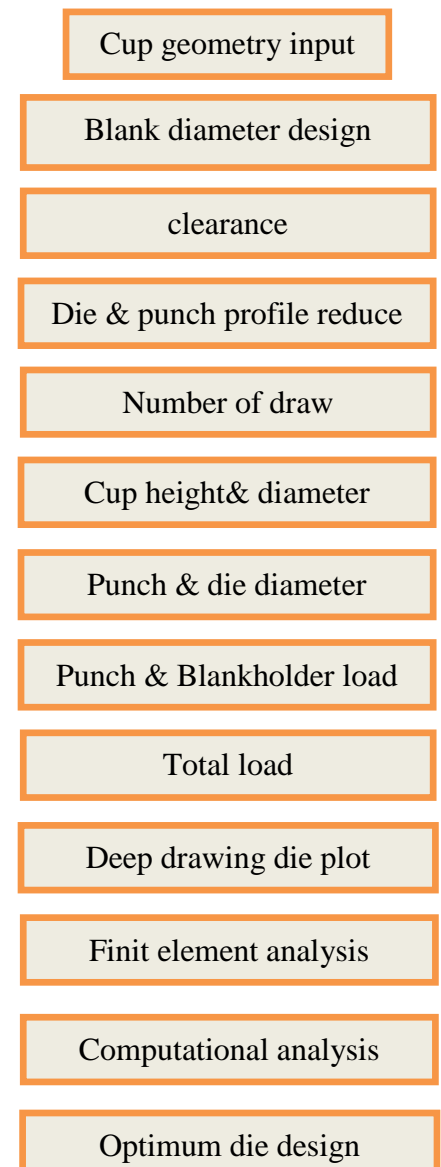 Cup geometry input
Blank diameter design
clearance
Die & punch profile reduce
Number of draw
Cup height& diameter
Punch & die diameter
Punch & Blankholder load
Total load
Deep drawing die plot
Finit element analysis
Computational analysis
Optimum die design